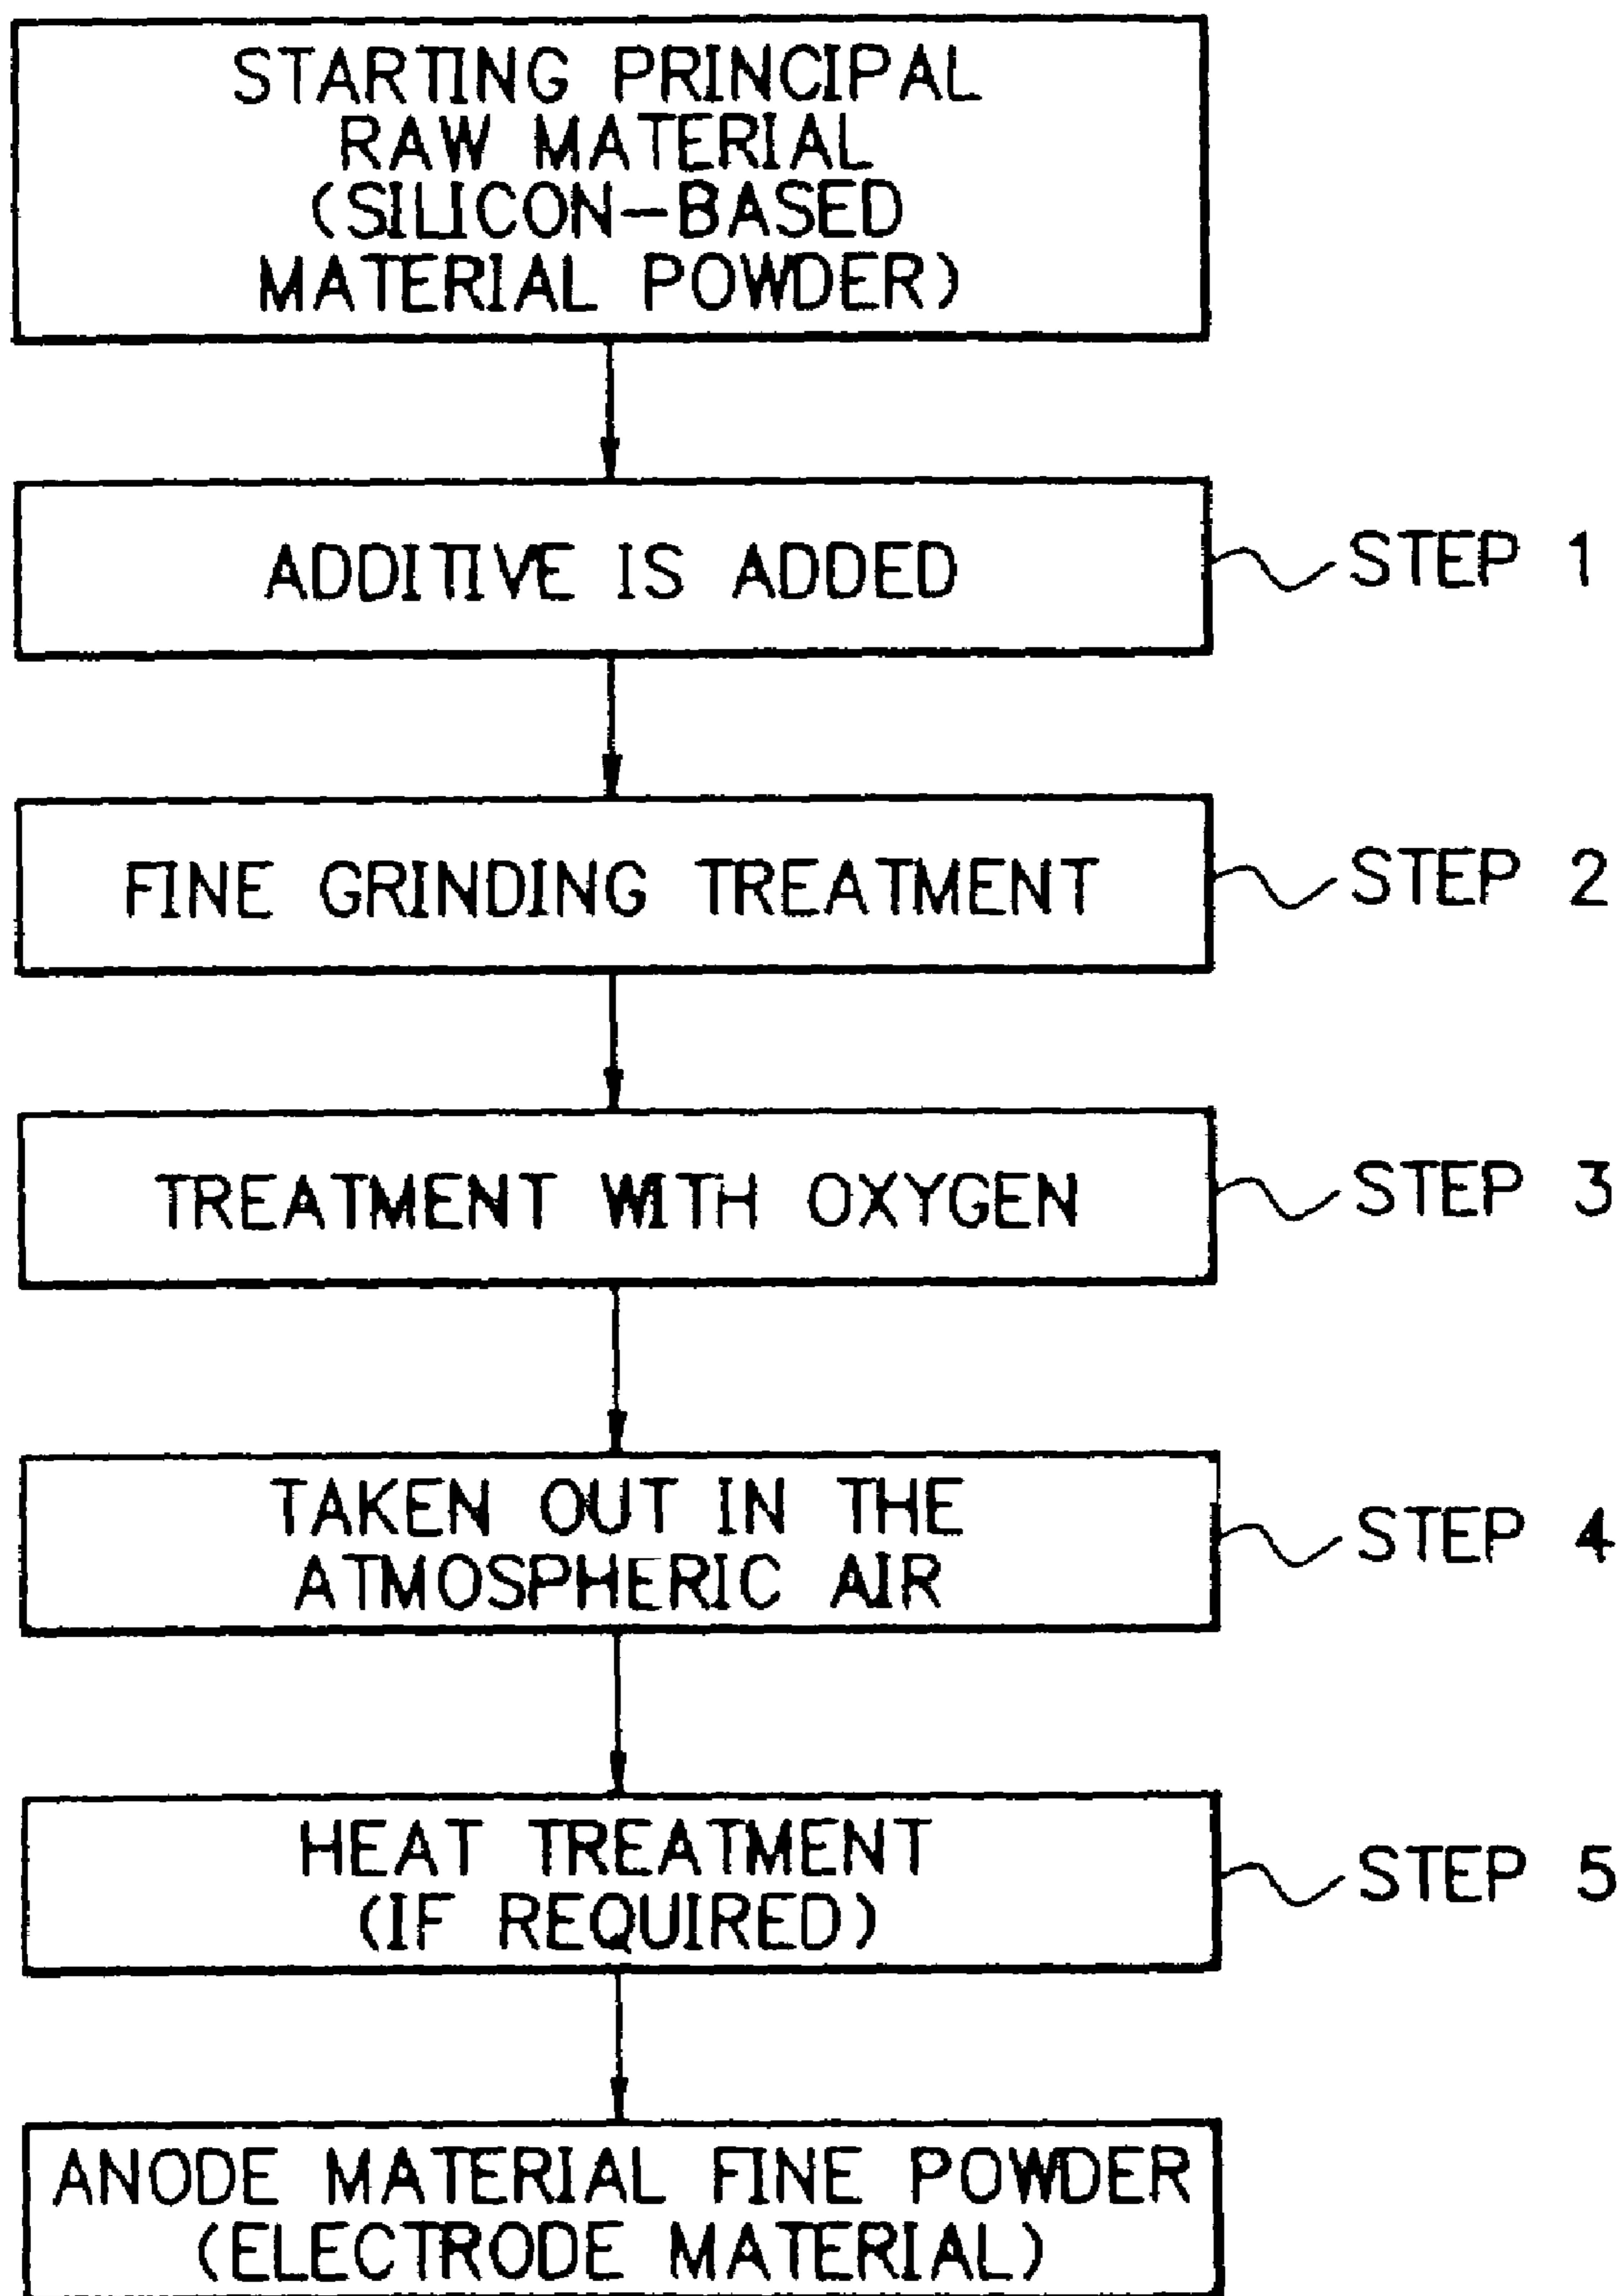 STARTING PRINCIPAL
RAW MATERIAL
(SILICON-BASED
MATERIAL POWDER)
ADDITIVE IS ADDED
STEP 1
FINE GRINDING TREATMENT
STEP 2
TREATMENT WITH OXYGEN
STEP 3
TAKEN OUT IN THE
ATMOSPHERIC AIR
STEP 4
HEAT TREATMENT
(IF REQUIRED)
STEP 5
ANODE MATERIAL FINE POWDER
(ELECTRODE MATERIAL)